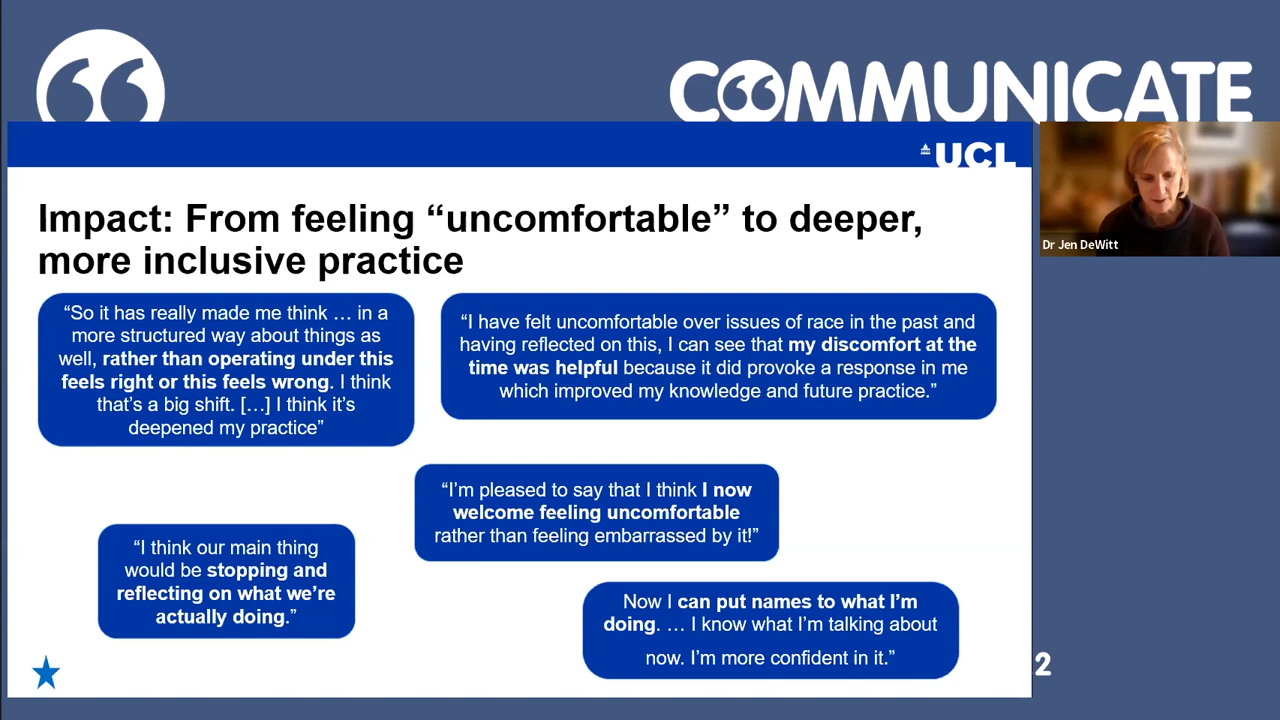 COMMUNICATE
UCL
Dr Jen DeWitt
Impact: From feeling “uncomfortable” to deeper,
more inclusive practice
“So it has really made me think … in a
more structured way about things as
well, rather than operating under this
feels right or this feels wrong. I think
that’s a big shift. […] I think it’s
deepened my practice”
“I have felt uncomfortable over issues of race in the past and
having reflected on this, I can see that my discomfort at the
time was helpful because it did provoke a response in me
which improved my knowledge and future practice.”
“I’m pleased to say that I think I now
welcome feeling uncomfortable
rather than feeling embarrassed by it!”
“I think our main thing
would be stopping and
reflecting on what we’re
actually doing.”
Now I can put names to what I’m
doing. … I know what I’m talking about
now. I’m more confident in it.”
2